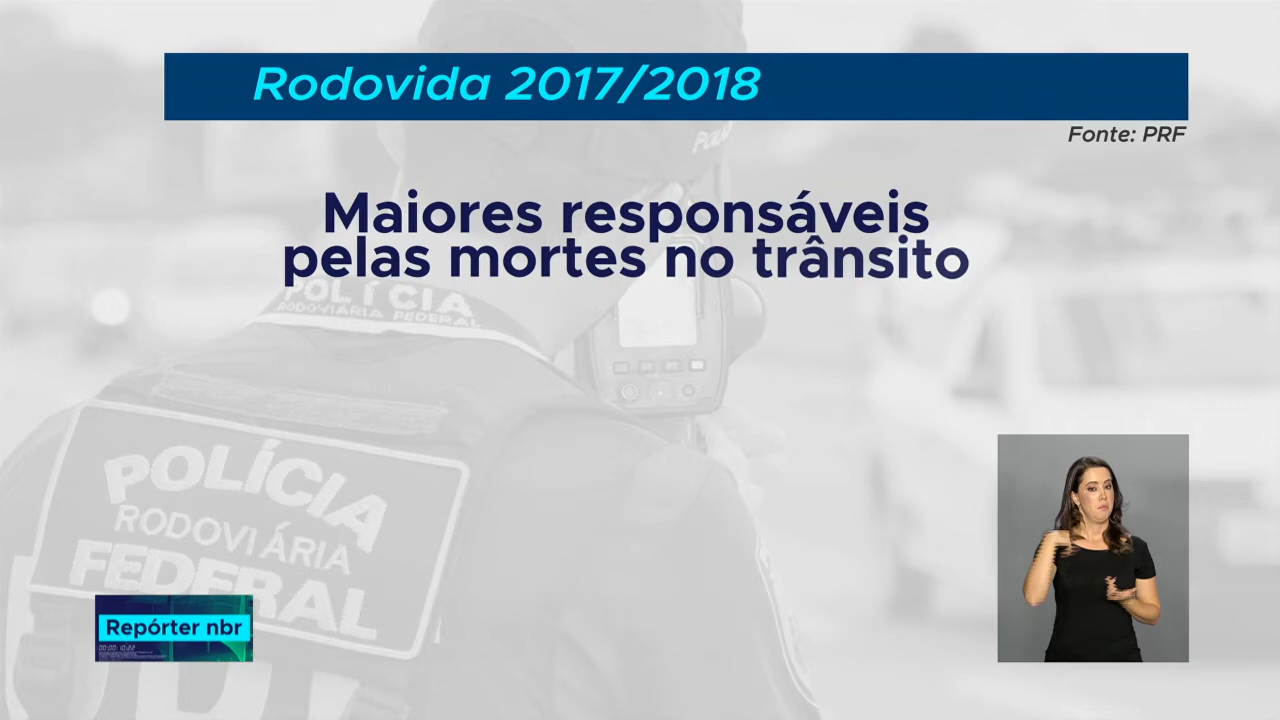 Rodovida 2017/2018
Fonte: PRF
POLÍ
Maiores responsáveis
pelas mortes no trânsito
POLÍCIA
RODOVIÁRIA FEDERAL
POLÍCIA
RODOVIÁRIA
FEDERAL
Repórter nbr